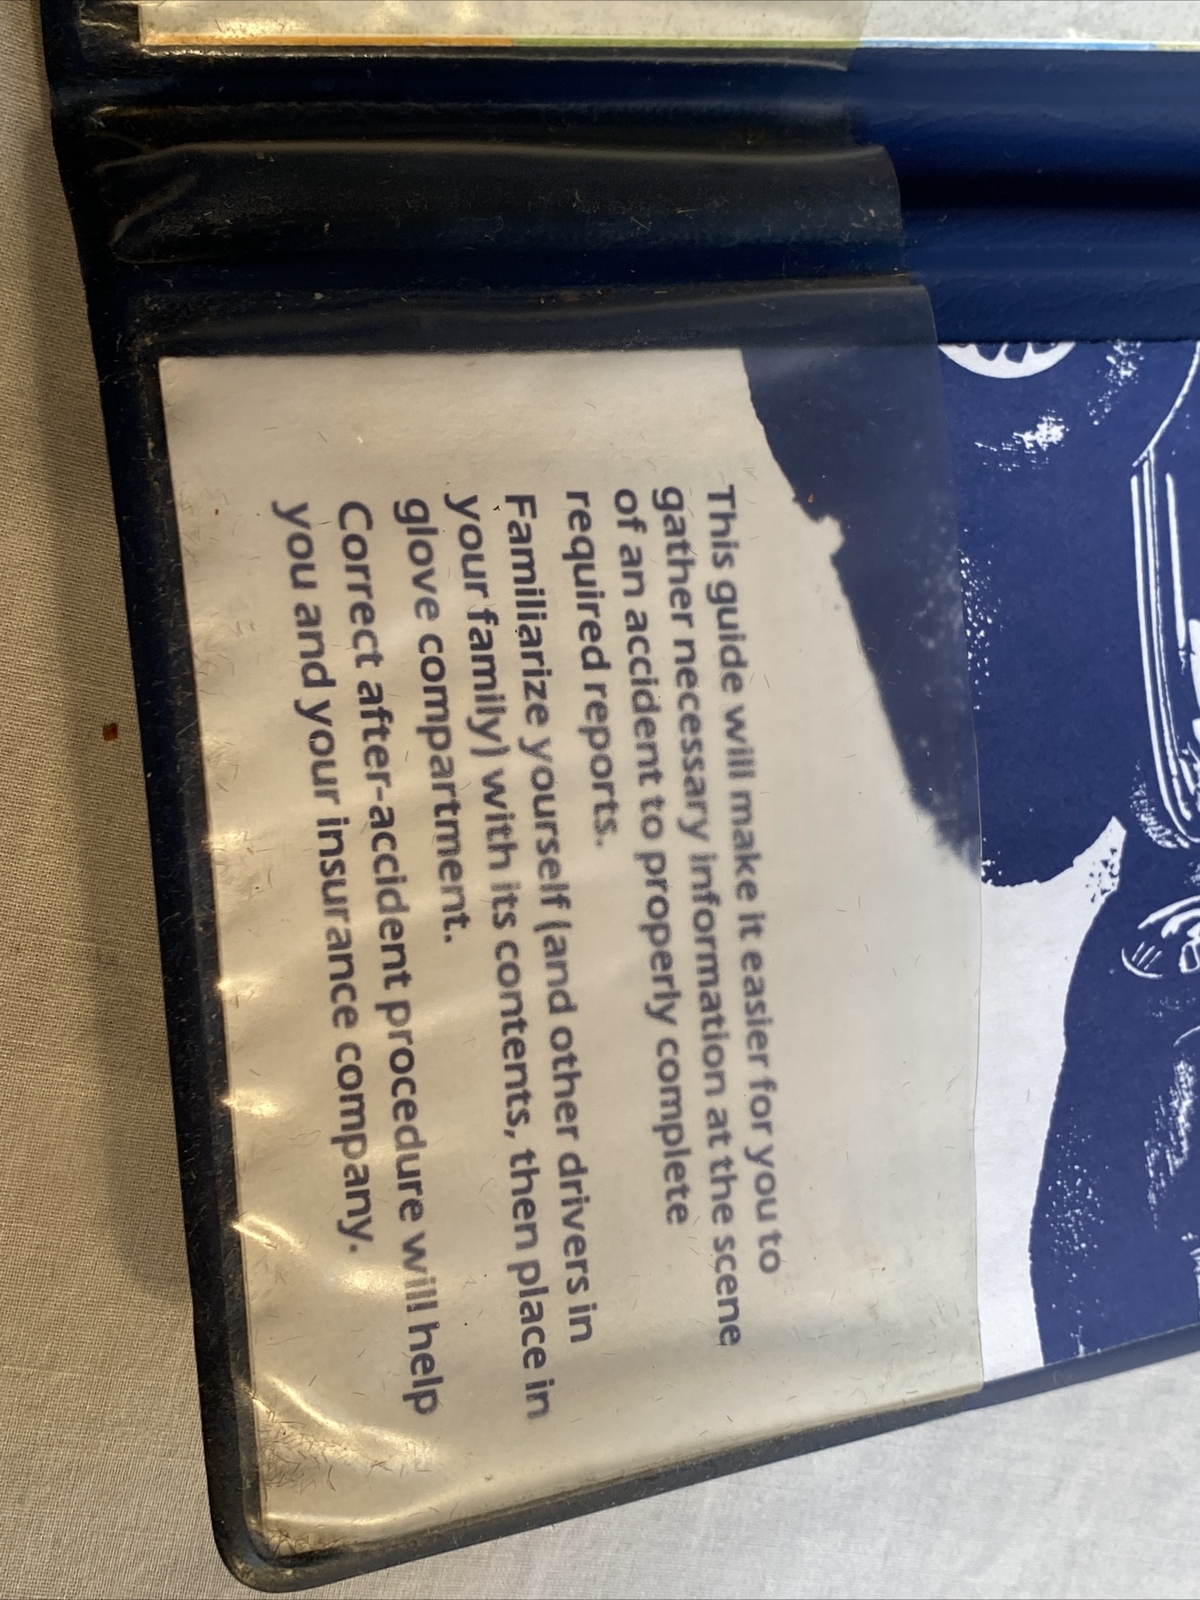 This guide will make it easier for you to
gather necessary information at the scene
of an accident to properly complete
required reports.
Familiarize yourself (and other drivers in
your family) with its contents, then place in
glove compartment.
Correct after-accident procedure will help
you and your insurance company.